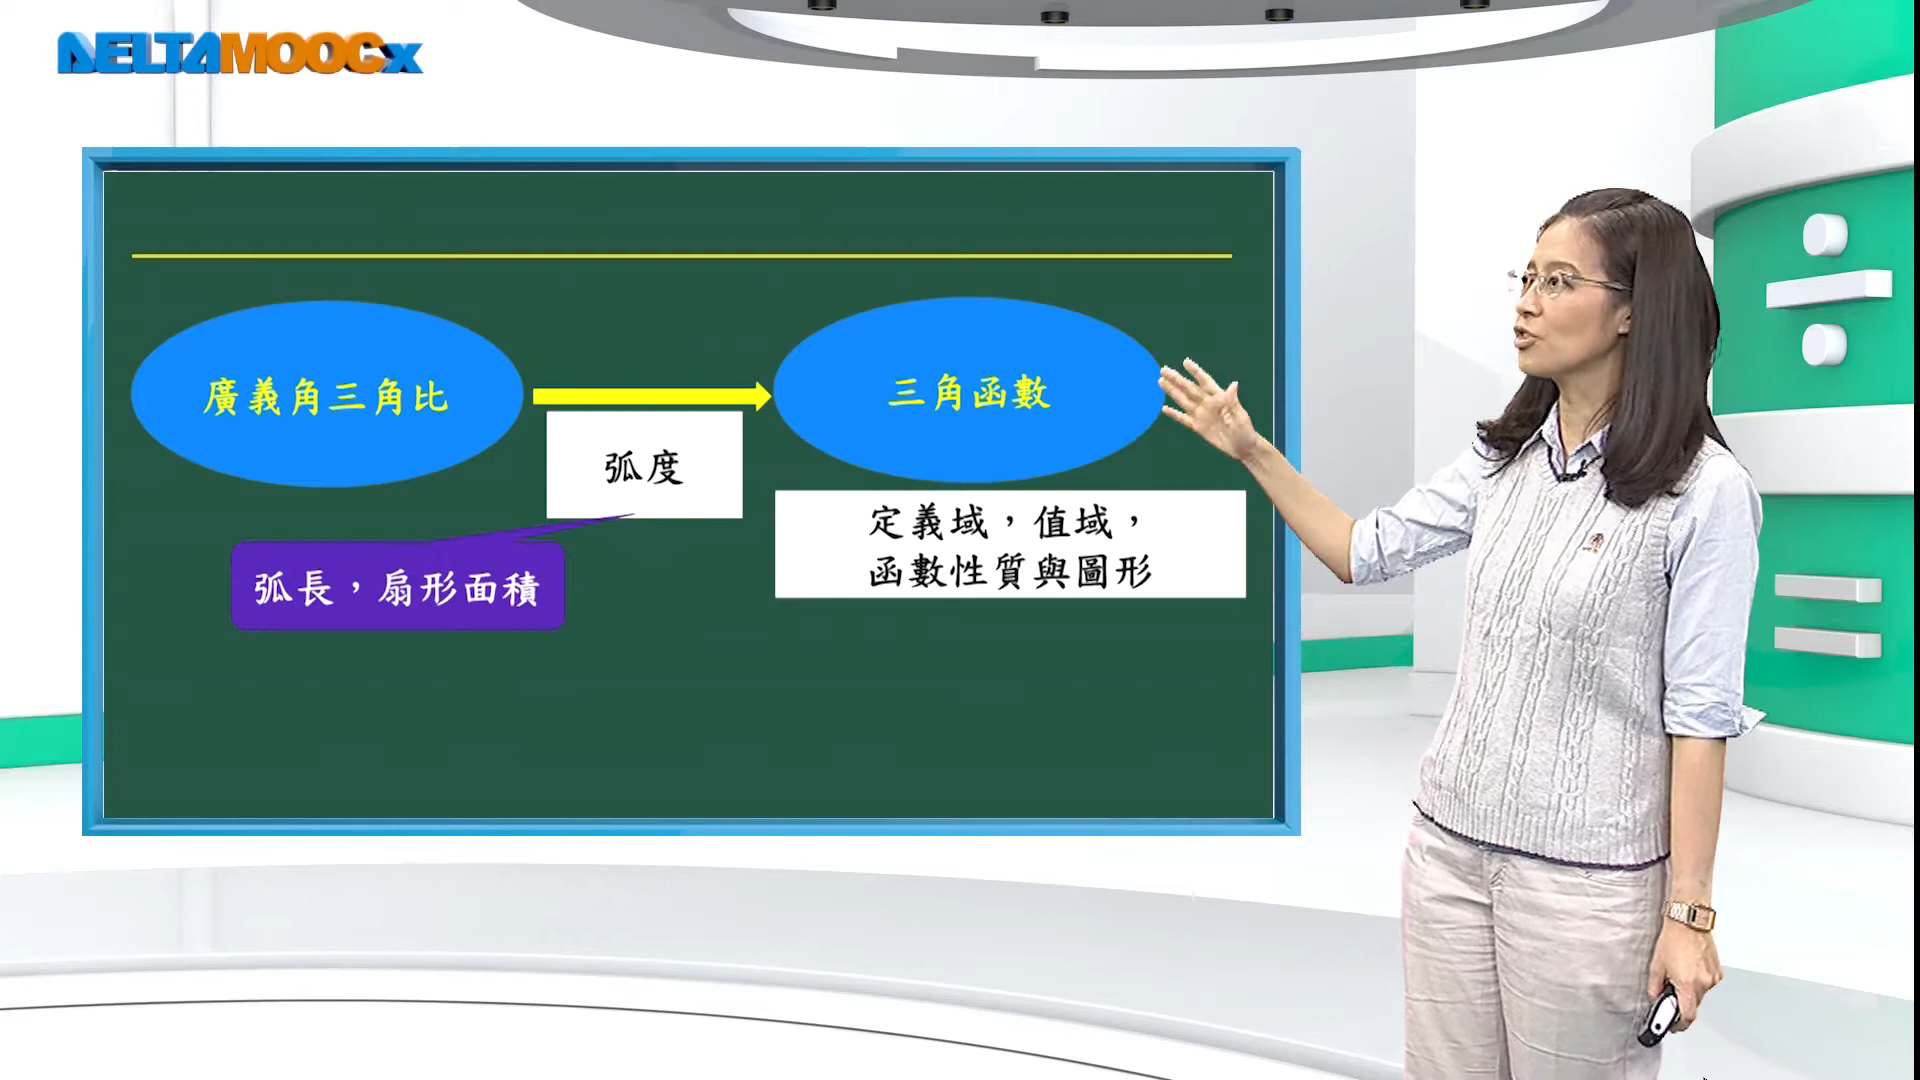 DELTAMOOCx
廣義角三角比
三角函數
弧度
定義域，值域，
函數性質與圖形
弧長，扇形面積